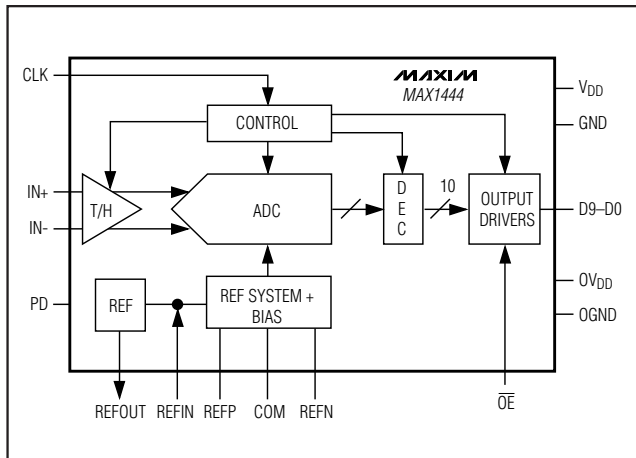 CLK
MAXIM
MAX1444
VDD
GND
CONTROL
IN+
IN-
T/H
ADC
D
E
C
10
OUTPUT
DRIVERS
D9–D0
PD
REF
REF SYSTEM +
BIAS
OVDD
OGND
REFOUT
REFIN
REFP
COM
REFN
O̅E̅